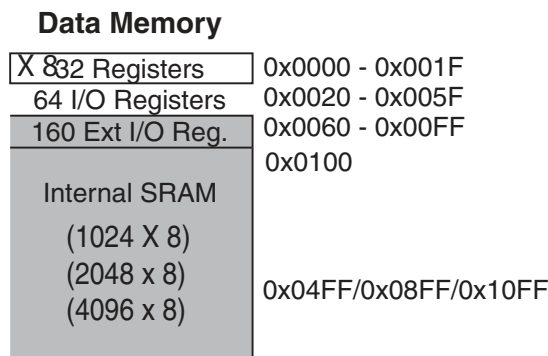 Data Memory
X 832 Registers 0x0000 - 0x001F
64 I/O Registers 0x0020 - 0x005F
160 Ext I/O Reg. 0x0060 - 0x00FF
0x0100
Internal SRAM
(1024 X 8)
(2048 x 8)
0x04FF/0x08FF/0x10FF
(4096 x 8)